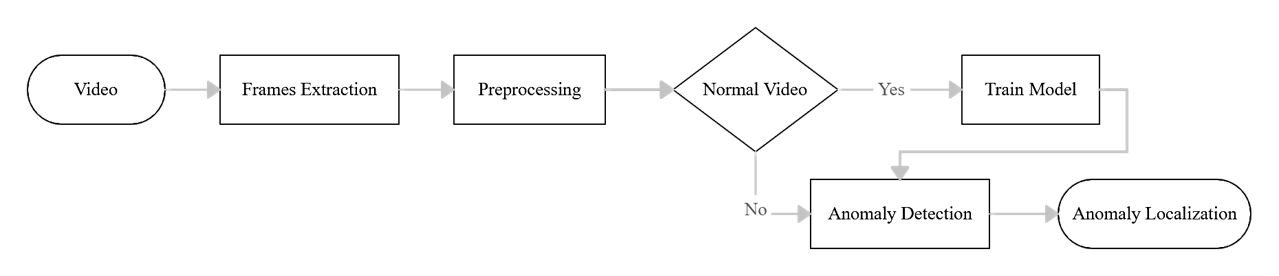 Video
Frames Extraction
Preprocessing
Normal Video
Yes
Train Model
No
Anomaly Detection
Anomaly Localization